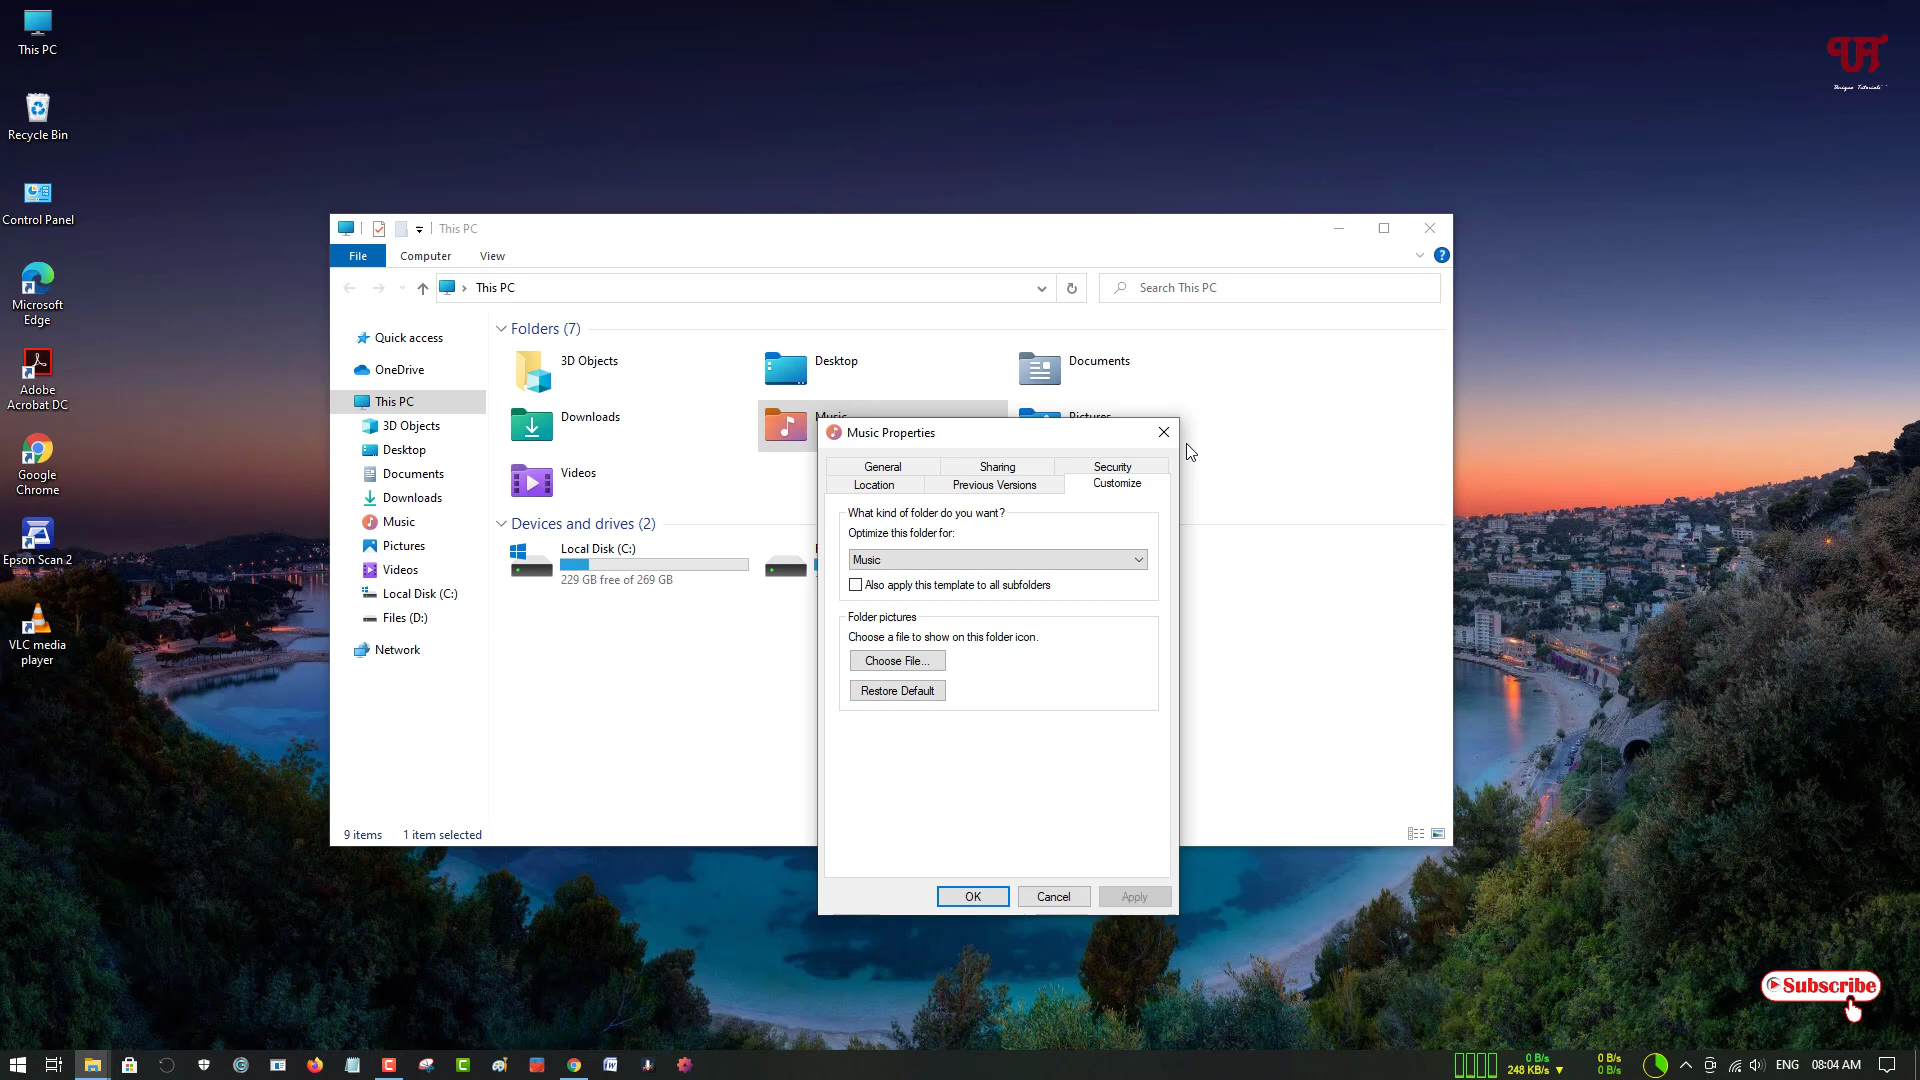 This PC
Recycle Bin
Control Panel
Microsoft
Edge
Adobe
Acrobat DC
Google
Chrome
Epson Scan 2
VLC media
player
UT
Unique Tutorials
This PC
File
Computer
View
This PC
Search This PC
Quick access
OneDrive
This PC
3D Objects
Desktop
Documents
Downloads
Music
Pictures
Videos
Local Disk (C:)
Files (D:)
Network
Folders (7)
3D Objects
Desktop
Documents
Downloads
Music
Pictures
Videos
Devices and drives (2)
Local Disk (C:)
229 GB free of 269 GB
9 items
1 item selected
Music Properties
General
Sharing
Security
Location
Previous Versions
Customize
What kind of folder do you want?
Optimize this folder for:
Music
Also apply this template to all subfolders
Folder pictures
Choose a file to show on this folder icon.
Choose File...
Restore Default
OK
Cancel
Apply
Subscribe
0 B/s
248 KB/s
0 B/s
0 B/s
ENG
08:04 AM